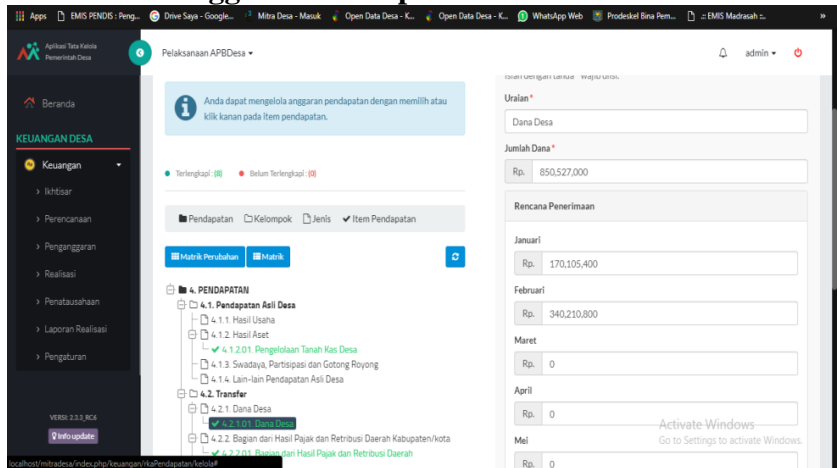 Apps
EMIS PENDIS : Peng...
Drive Saya - Google...
Mitra Desa - Masuk
Open Data Desa - K...
Open Data Desa - K...
WhatsApp Web
Prodeskel Bina Pem...
.:: EMIS Madrasah ::.
»
Aplikasi Tata Kelola
Pemerintah Desa
Pelaksanaan APBDesa
admin
Beranda
KEUANGAN DESA
Keuangan
> Ikhtisar
> Perencanaan
> Penganggaran
> Realisasi
> Penatausahaan
> Laporan Realisasi
> Pengaturan
VERSI: 2.3.3_RC6
Info update
localhost/mitradesa/index.php/keuangan/rkaPendapatan/kelola#
Anda dapat mengelola anggaran pendapatan dengan memilih atau
klik kanan pada item pendapatan.
Terlengkapi : (8)
Belum Terlengkapi : (0)
Pendapatan
Kelompok
Jenis
Item Pendapatan
Matrik Perubahan
Matrik
4. PENDAPATAN
4.1. Pendapatan Asli Desa
4.1.1. Hasil Usaha
4.1.2. Hasil Aset
4.1.2.01. Pengelolaan Tanah Kas Desa
4.1.3. Swadaya, Partisipasi dan Gotong Royong
4.1.4. Lain-lain Pendapatan Asli Desa
4.2. Transfer
4.2.1. Dana Desa
4.2.1.01. Dana Desa
4.2.2. Bagian dari Hasil Pajak dan Retribusi Daerah Kabupaten/kota
4.2.2.01. Bagian dari Hasil Pajak dan Retribusi Daerah
Isian dengan tanda * wajib diisi.
Uraian *
Dana Desa
Jumlah Dana *
Rp. 850,527,000
Rencana Penerimaan
Januari
Rp. 170,105,400
Februari
Rp. 340,210,800
Maret
Rp. 0
April
Rp. 0
Mei
Rp. 0
Activate Windows
Go to Settings to activate Windows.